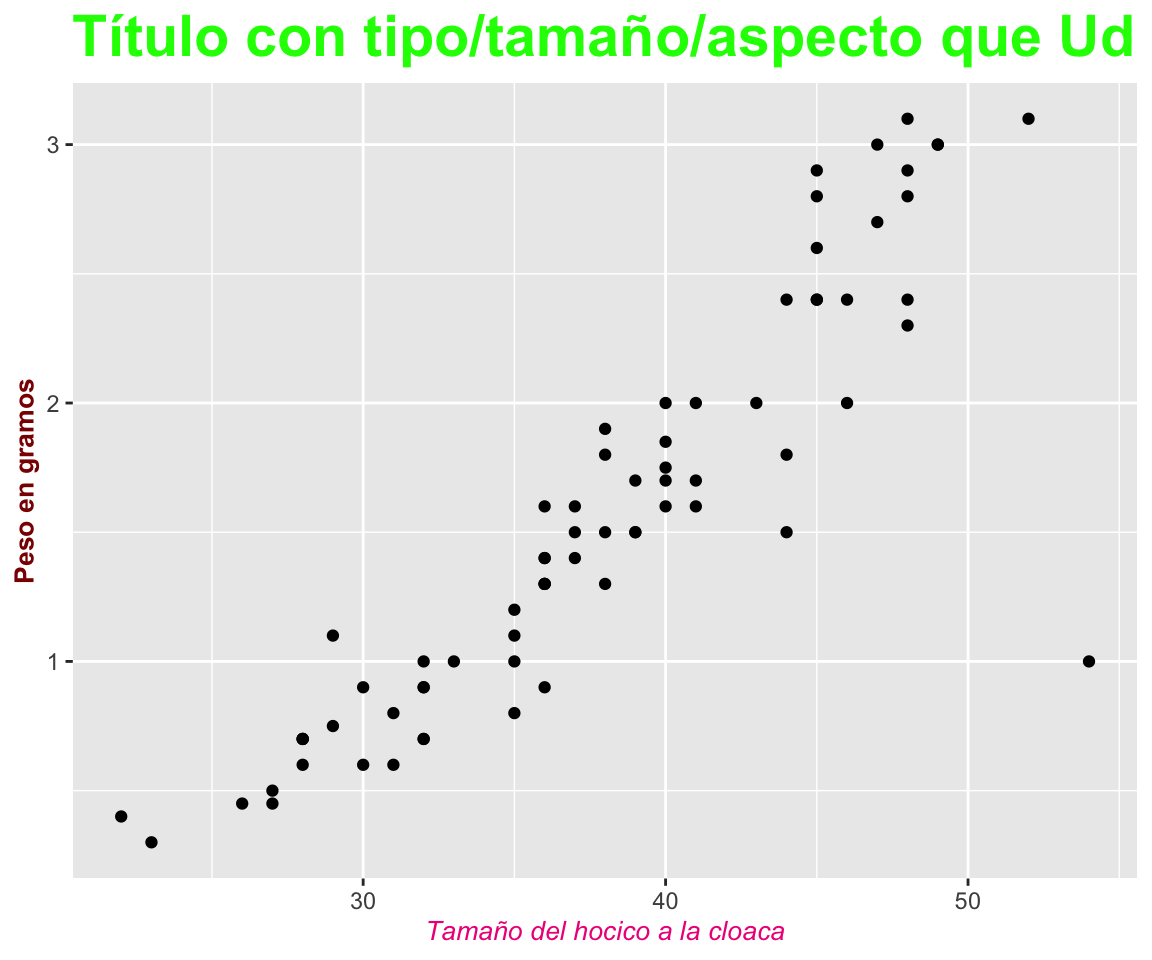 Título con tipo/tamaño/aspecto que Ud
3
2
1
Peso en gramos
30 40 50
Tamaño del hocico a la cloaca